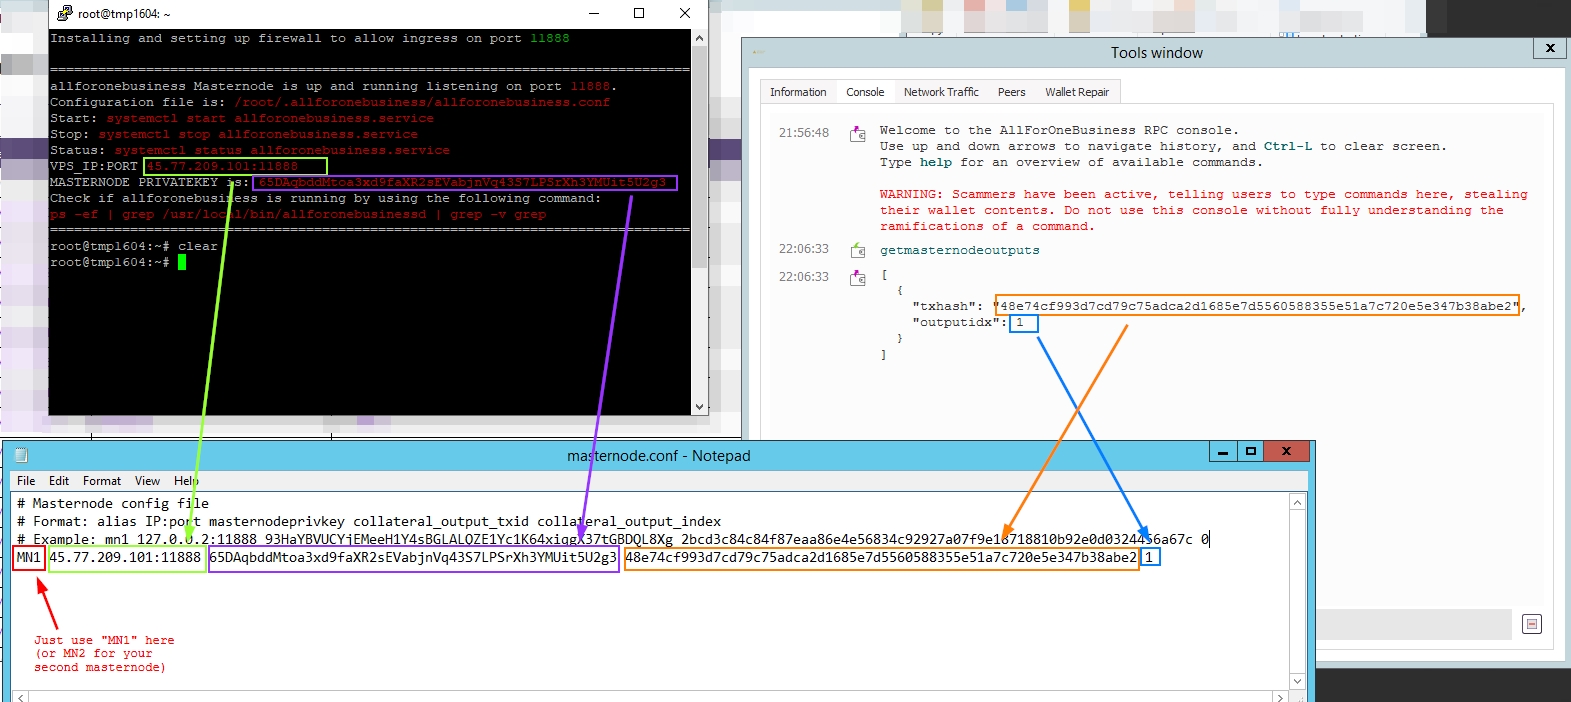 root@tmp1604: ~
Installing and setting up firewall to allow ingress on port 11888
allforonebusiness Masternode is up and running listening on port 11888.
Configuration file is: /root/.allforonebusiness/allforonebusiness.conf
Start: systemctl start allforonebusiness.service
Stop: systemctl stop allforonebusiness.service
Status: systemctl status allforonebusiness.service
VPS_IP:PORT 45.77.209.101:11888
MASTERNODE PRIVATEKEY is: 65DAqbddMtoa3xd9faXR2sEVabjnVq43S7LPSrXh3YMUit5U2g3
Check if allforonebusiness is running by using the following command:
ps -ef | grep /usr/local/bin/allforonebusinessd | grep -v grep
root@tmp1604:~# clear
root@tmp1604:~#
Tools window
Information Console Network Traffic Peers Wallet Repair
21:56:48 Welcome to the AllForOneBusiness RPC console.
Use up and down arrows to navigate history, and Ctrl-L to clear screen.
Type help for an overview of available commands.
WARNING: Scammers have been active, telling users to type commands here, stealing
their wallet contents. Do not use this console without fully understanding the
ramifications of a command.
22:06:33 getmasternodeoutputs
22:06:33 [
{
"txhash": "48e74cf993d7cd79c75adca2d1685e7d5560588355e51a7c720e5e347b38abe2",
"outputidx": 1
}
]
masternode.conf - Notepad
File Edit Format View Help
# Masternode config file
# Format: alias IP:port masternodeprivkey collateral_output_txid collateral_output_index
# Example: mn1 127.0.0.2:11888 93HaYBVUCYjEMeeH1Y4sBGLALQZE1Yc1K64xiqgX37tGBDQL8Xg 2bcd3c84c84f87eaa86e4e56834c92927a07f9e18718810b92e0d0324456a67c 0
MN1 45.77.209.101:11888 65DAqbddMtoa3xd9faXR2sEVabjnVq43S7LPSrXh3YMUit5U2g3 48e74cf993d7cd79c75adca2d1685e7d5560588355e51a7c720e5e347b38abe2 1
Just use "MN1" here
(or MN2 for your
second masternode)